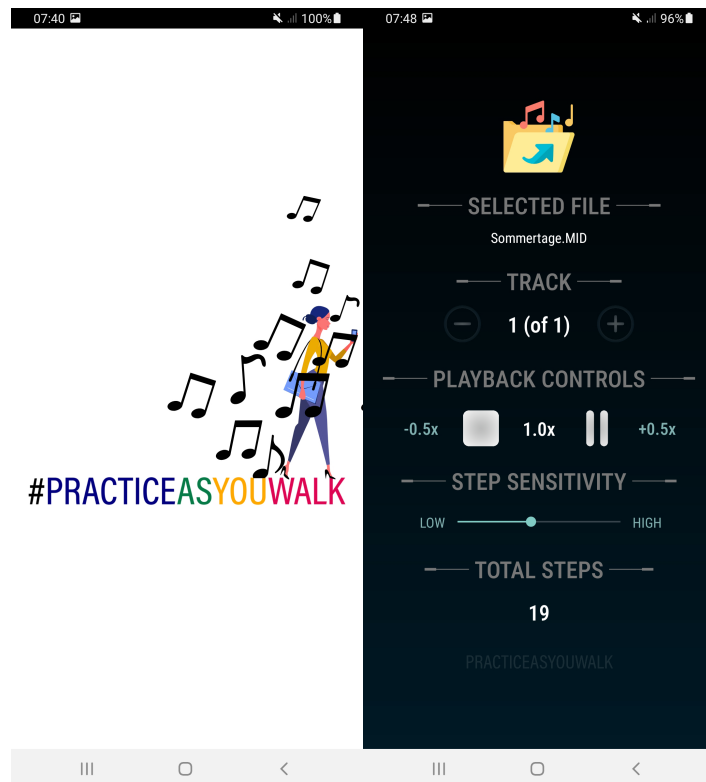 07:40
100%
#PRACTICEASYOUWALK
07:48
96%
SELECTED FILE
Sommertage.MID
TRACK
1 (of 1)
PLAYBACK CONTROLS
-0.5x 1.0x +0.5x
STEP SENSITIVITY
LOW HIGH
TOTAL STEPS
19
PRACTICEASYOUWALK